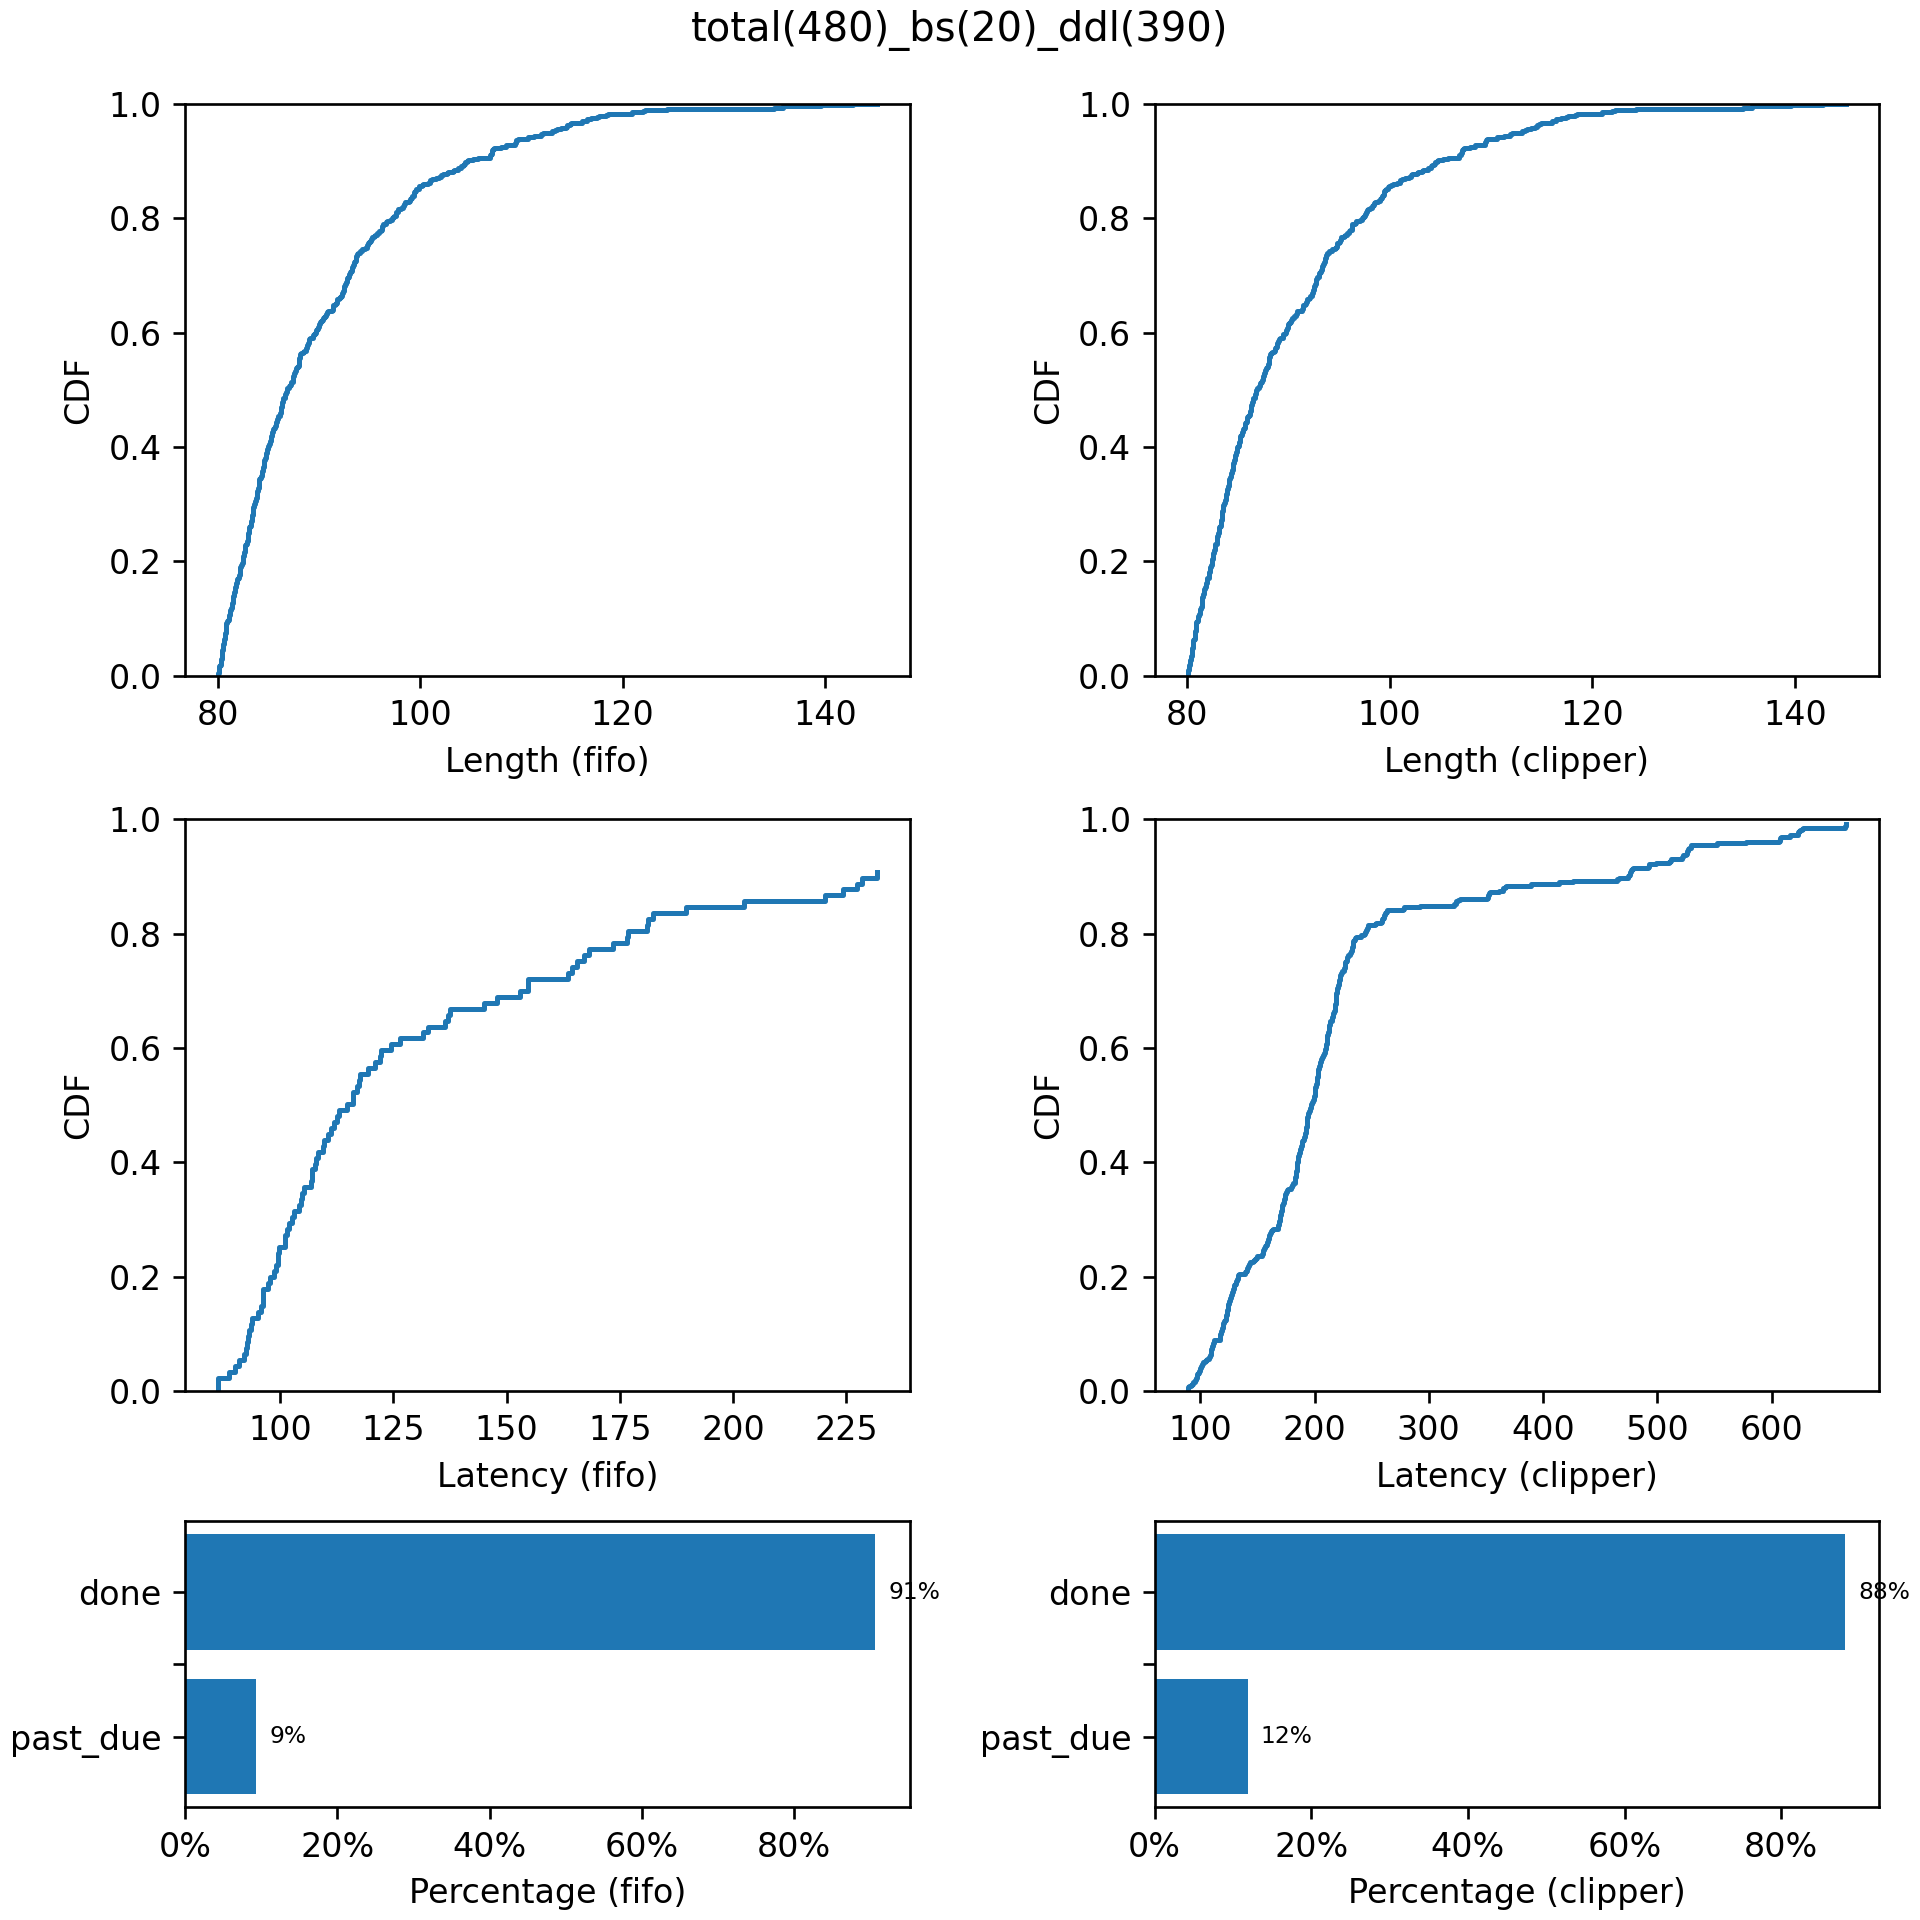 total(480)_bs(20)_ddl(390)
1.0
0.8
0.6
0.4
0.2
0.0
CDF
80 100 120 140
Length (fifo)
1.0
0.8
0.6
0.4
0.2
0.0
CDF
80 100 120 140
Length (clipper)
1.0
0.8
0.6
0.4
0.2
0.0
CDF
100 125 150 175 200 225
Latency (fifo)
1.0
0.8
0.6
0.4
0.2
0.0
CDF
100 200 300 400 500 600
Latency (clipper)
done 91%
past_due 9%
0% 20% 40% 60% 80%
Percentage (fifo)
done 88%
past_due 12%
0% 20% 40% 60% 80%
Percentage (clipper)